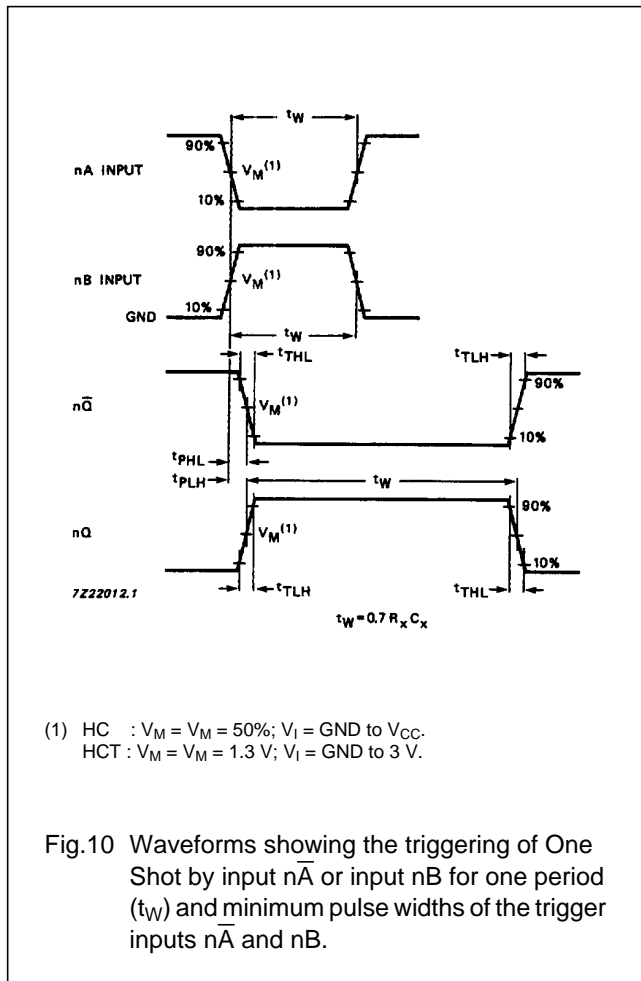 tW
90%
nA INPUT
VM(1)
10%
90%
nB INPUT
VM(1)
10%
GND
tW
tTHL
tTLH
nQ̅
VM(1)
90%
10%
tPHL
tPLH
tW
nQ
VM(1)
90%
10%
7Z22012.1
tTLH
tTHL
tW = 0.7 RX CX
(1) HC : VM = VM = 50%; VI = GND to VCC.
HCT : VM = VM = 1.3 V; VI = GND to 3 V.
Fig.10 Waveforms showing the triggering of One
Shot by input nA̅ or input nB for one period
(tW) and minimum pulse widths of the trigger
inputs nA̅ and nB.